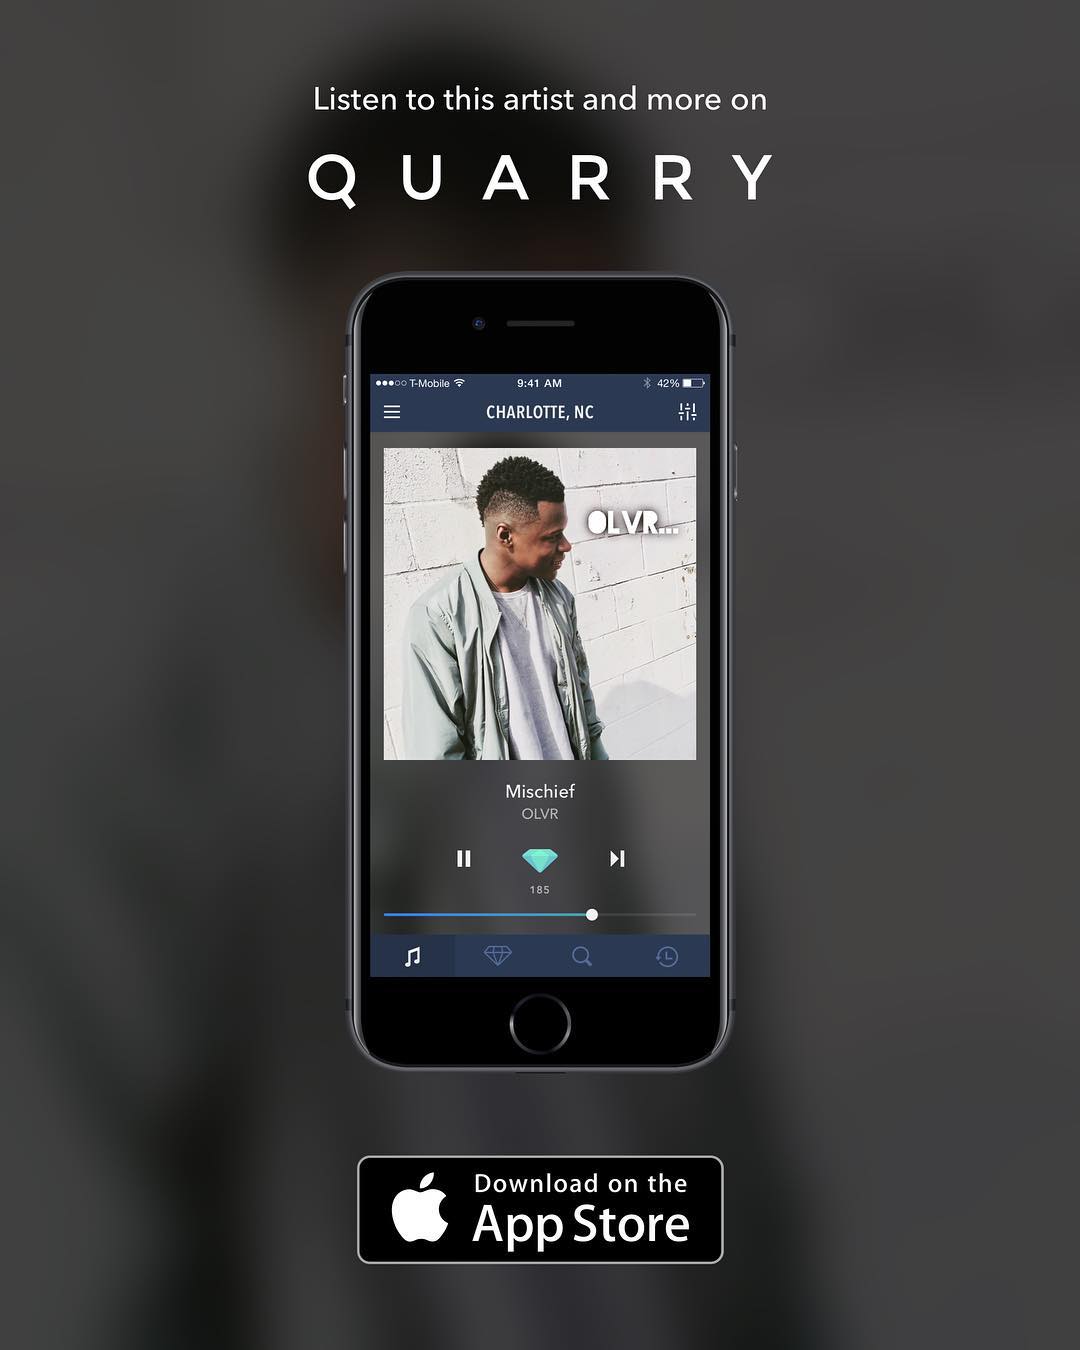 Listen to this artist and more on
QUARRY
T-Mobile 9:41 AM 42%
CHARLOTTE, NC
OLVR...
Mischief
OLVR
185
Download on the
App Store